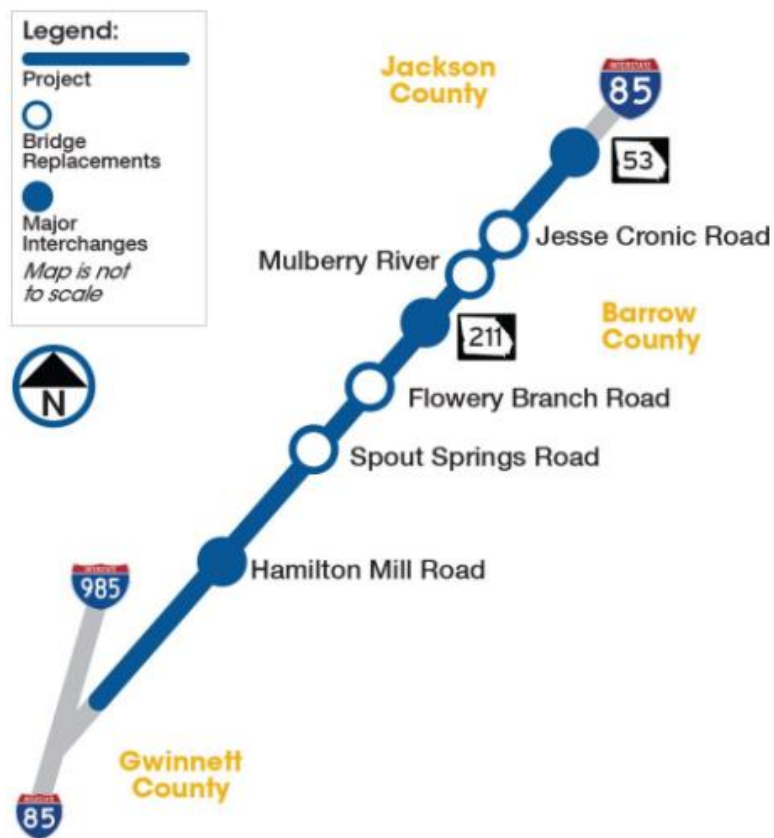 Legend:
Project
Bridge
Replacements
Major
Interchanges
Map is not
to scale
N
Jackson
County
INTERSTATE
85
53
Jesse Cronic Road
Mulberry River
Barrow
County
211
Flowery Branch Road
Spout Springs Road
Hamilton Mill Road
INTERSTATE
985
Gwinnett
County
INTERSTATE
85